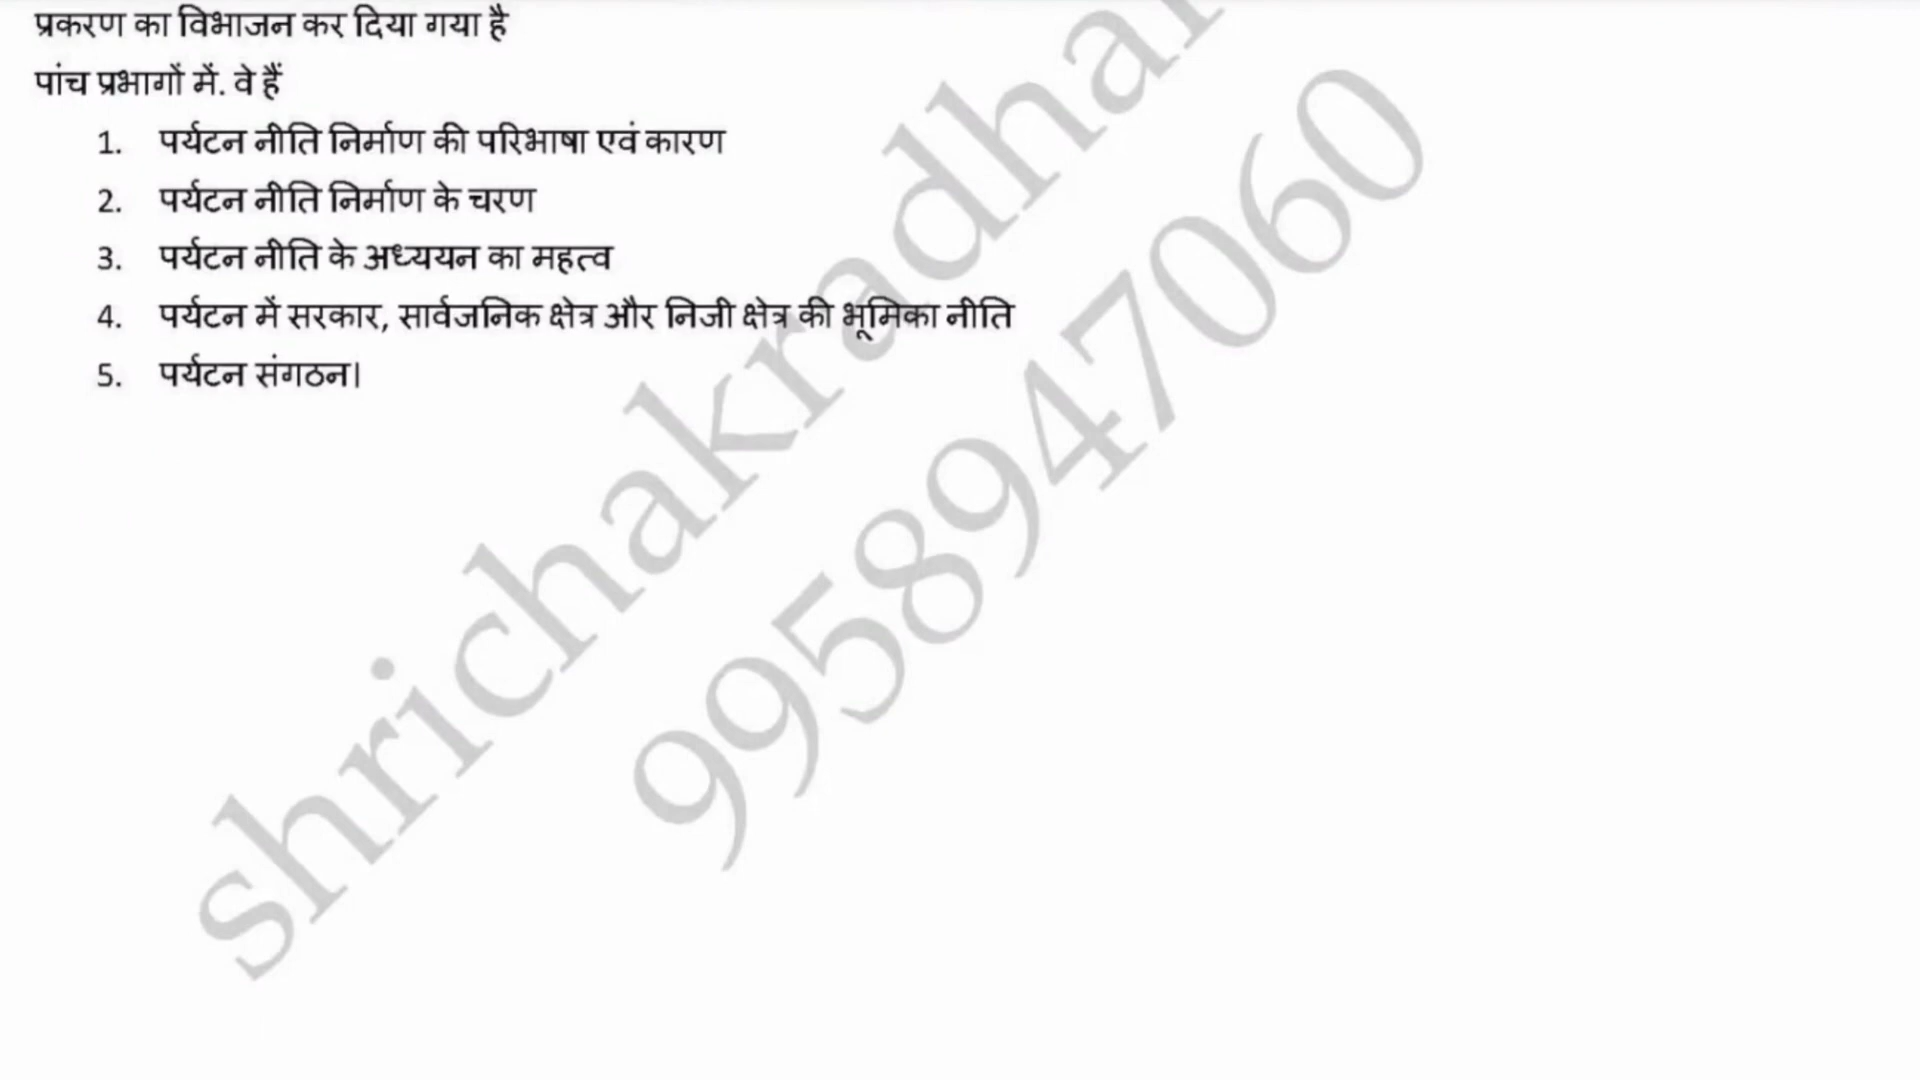 प्रकरण का विभाजन कर दिया गया है
पांच प्रभागों में. वे हैं
1. पर्यटन नीति निर्माण की परिभाषा एवं कारण
2. पर्यटन नीति निर्माण के चरण
3. पर्यटन नीति के अध्ययन का महत्व
4. पर्यटन में सरकार, सार्वजनिक क्षेत्र और निजी क्षेत्र की भूमिका नीति
5. पर्यटन संगठन।
shrichakradhar
9958947060